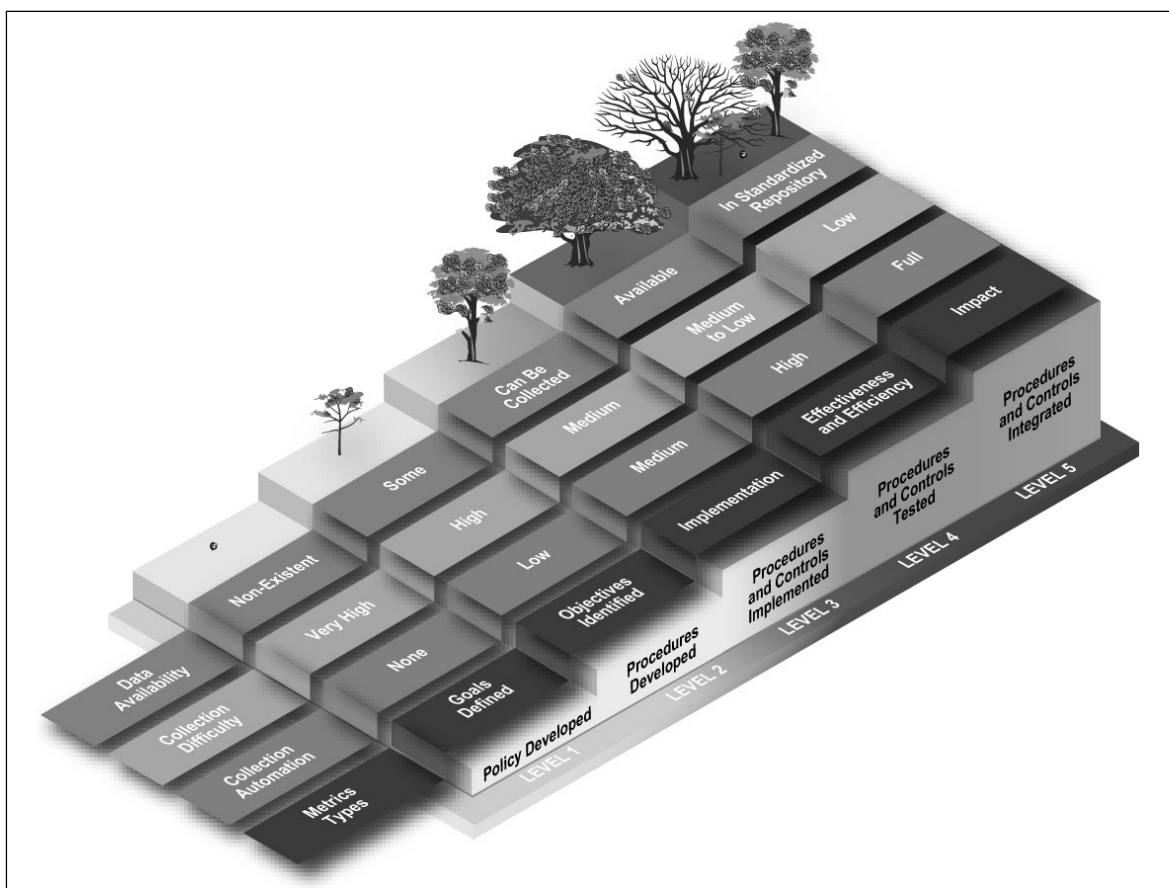 In Standardized
Repository
Low
Full
Impact
Available
Medium
to Low
High
Effectiveness
and Efficiency
Can Be
Collected
Medium
Medium
Implementation
Some
High
Low
Objectives
Identified
Non-Existent
Very High
None
Goals
Defined
Data
Availability
Collection
Difficulty
Collection
Automation
Metrics
Types
Policy Developed
Procedures
Developed
Procedures
and Controls
Implemented
Procedures
and Controls
Tested
Procedures
and Controls
Integrated
LEVEL 1
LEVEL 2
LEVEL 3
LEVEL 4
LEVEL 5